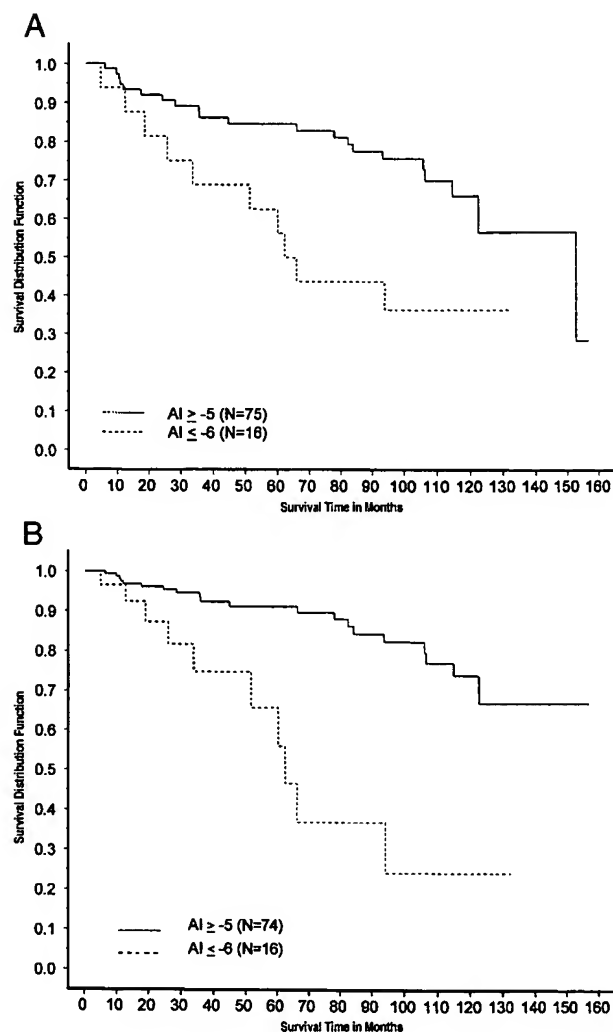 A
1.0
0.9
0.8
0.7
0.6
0.5
0.4
0.3
0.2
0.1
0.0
Survival Distribution Function
AI ≥ -5 (N=75)
AI ≤ -6 (N=16)
0 10 20 30 40 50 60 70 80 90 100 110 120 130 140 150 160
Survival Time in Months
B
1.0
0.9
0.8
0.7
0.6
0.5
0.4
0.3
0.2
0.1
0.0
Survival Distribution Function
AI ≥ -5 (N=74)
AI ≤ -6 (N=16)
0 10 20 30 40 50 60 70 80 90 100 110 120 130 140 150 160
Survival Time in Months